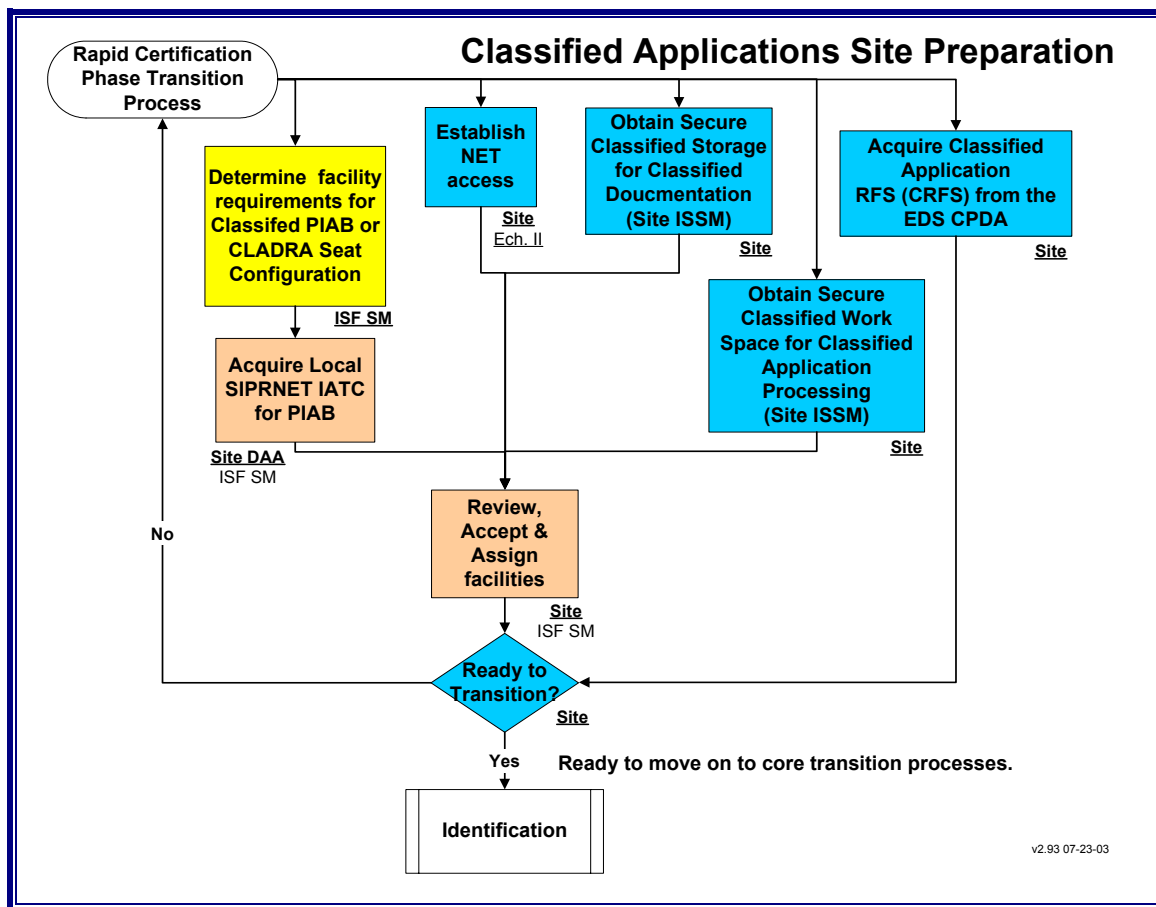 Classified Applications Site Preparation
Rapid Certification
Phase Transition
Process
Determine facility
requirements for
Classifed PIAB or
CLADRA Seat
Configuration
ISF SM
Establish
NET
access
Site
Ech. II
Obtain Secure
Classified Storage
for Classified
Doucmentation
(Site ISSM)
Site
Acquire Classified
Application
RFS (CRFS) from the
EDS CPDA
Site
Obtain Secure
Classified Work
Space for Classified
Application
Processing
(Site ISSM)
Site
Acquire Local
SIPRNET IATC
for PIAB
Site DAA
ISF SM
Review,
Accept &
Assign
facilities
Site
ISF SM
No
Ready to
Transition?
Site
Yes
Ready to move on to core transition processes.
Identification
v2.93 07-23-03